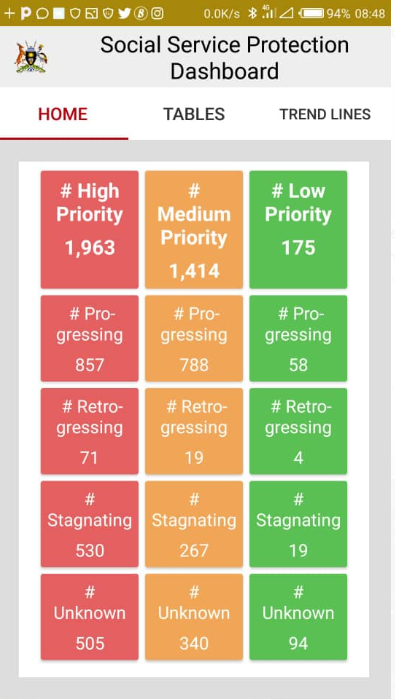 0.0K/s 4G 94% 08:48
Social Service Protection
Dashboard
HOME TABLES TREND LINES
# High
Priority
1,963
#
Medium
Priority
1,414
# Low
Priority
175
# Pro-
gressing
857
# Pro-
gressing
788
# Pro-
gressing
58
# Retro-
gressing
71
# Retro-
gressing
19
# Retro-
gressing
4
#
Stagnating
530
#
Stagnating
267
#
Stagnating
19
#
Unknown
505
#
Unknown
340
#
Unknown
94